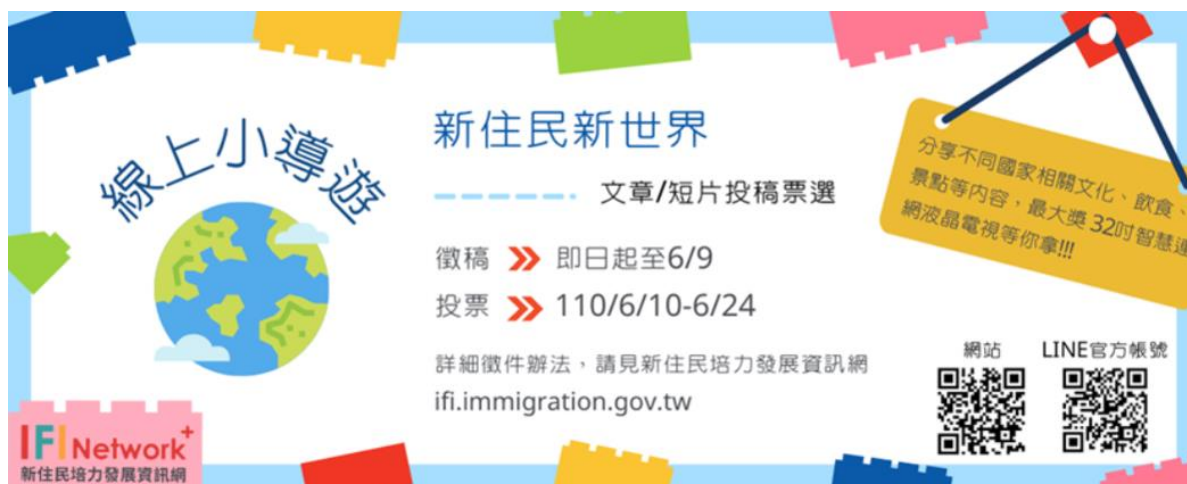 線上小導遊
新住民新世界
文章/短片投稿票選
徵稿 即日起至6/9
投票 110/6/10-6/24
詳細徵件辦法，請見新住民培力發展資訊網
ifi.immigration.gov.tw
分享不同國家相關文化、飲食、
景點等內容，最大獎 32吋智慧連
網液晶電視等你拿!!!
網站
LINE官方帳號
IFI Network+
新住民培力發展資訊網